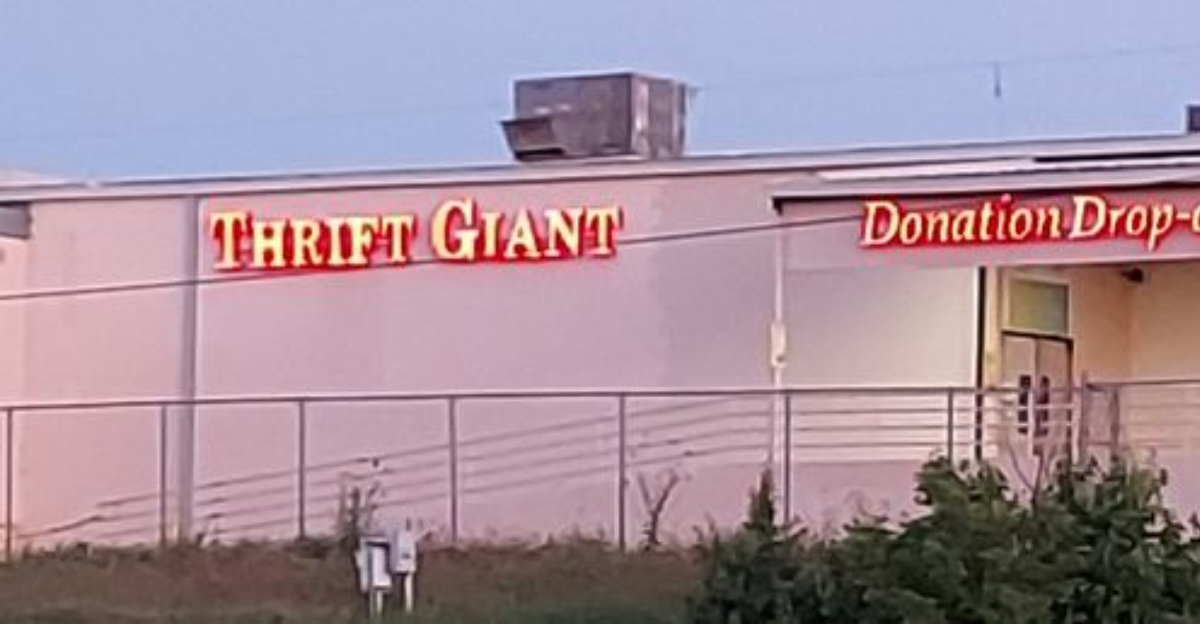 THRIFT GIANT
Donation Drop-